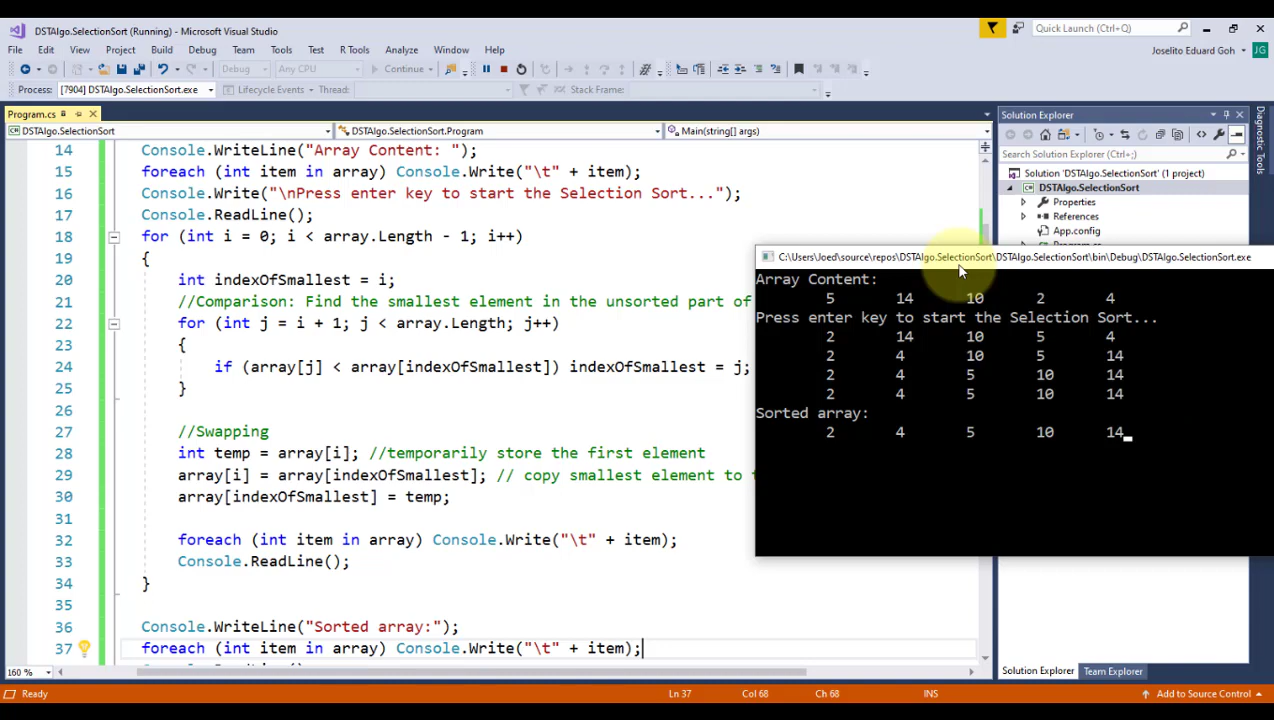 DSTAlgo.SelectionSort (Running) - Microsoft Visual Studio
Quick Launch (Ctrl+Q)
File Edit View Project Build Debug Team Tools Test R Tools Analyze Window Help
Joselito Eduard Goh
JG
Debug Any CPU Continue
Process: [7904] DSTAlgo.SelectionSort.exe Lifecycle Events Thread: Stack Frame:
Program.cs
DSTAlgo.SelectionSort DSTAlgo.SelectionSort.Program Main(string[] args)
14 Console.WriteLine("Array Content: ");
15 foreach (int item in array) Console.Write("\t" + item);
16 Console.Write("\nPress enter key to start the Selection Sort...");
17 Console.ReadLine();
18 for (int i = 0; i < array.Length - 1; i++)
19 {
20 int indexOfSmallest = i;
21 //Comparison: Find the smallest element in the unsorted part of
22 for (int j = i + 1; j < array.Length; j++)
23 {
24 if (array[j] < array[indexOfSmallest]) indexOfSmallest = j;
25 }
26
27 //Swapping
28 int temp = array[i]; //temporarily store the first element
29 array[i] = array[indexOfSmallest]; // copy smallest element to
30 array[indexOfSmallest] = temp;
31
32 foreach (int item in array) Console.Write("\t" + item);
33 Console.ReadLine();
34 }
35
36 Console.WriteLine("Sorted array:");
37 foreach (int item in array) Console.Write("\t" + item);
160 %
Solution Explorer
Search Solution Explorer (Ctrl+;)
Solution 'DSTAlgo.SelectionSort' (1 project)
DSTAlgo.SelectionSort
Properties
References
App.config
Diagnostic Tools
C:\Users\loed\source\repos\DSTAlgo.SelectionSort\DSTAlgo.SelectionSort\bin\Debug\DSTAlgo.SelectionSort.exe
Array Content:
5 14 10 2 4
Press enter key to start the Selection Sort...
2 14 10 5 4
2 4 10 5 14
2 4 5 10 14
2 4 5 10 14
Sorted array:
2 4 5 10 14
Solution Explorer Team Explorer
Ready Ln 37 Col 68 Ch 68 INS Add to Source Control